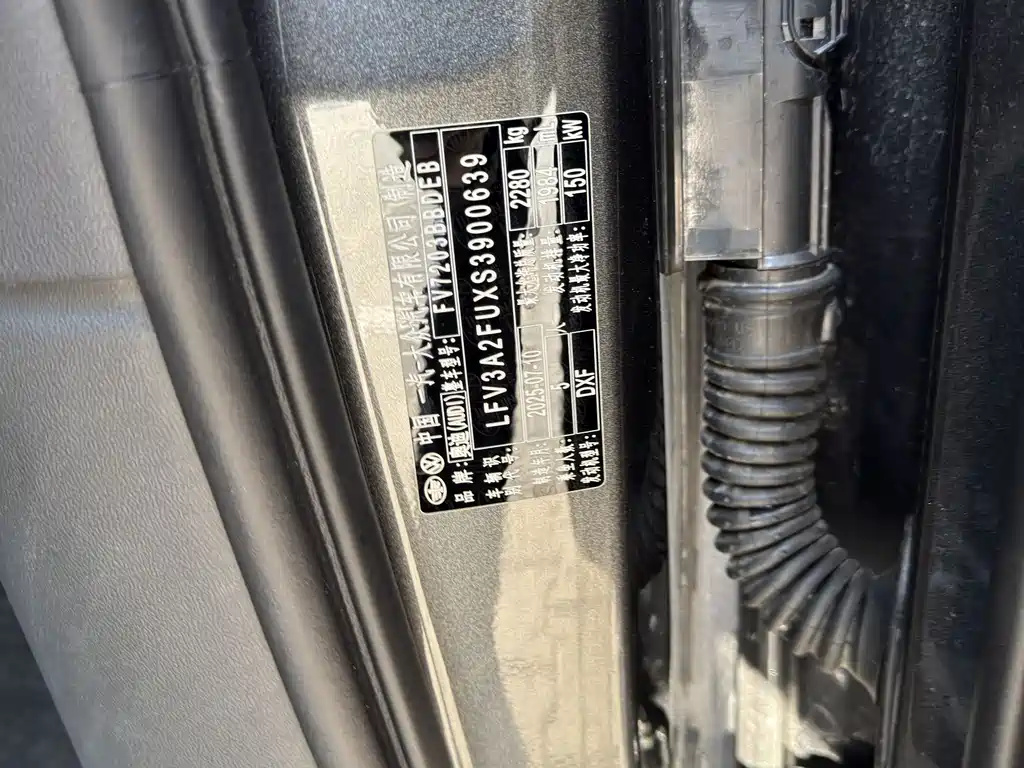 中国 一汽-大众汽车有限公司 制造
品牌: 奥迪(AUDI) 整车型号: FV7203BBDEB
车辆识别代号: LFV3A2FUXS3900639
制造年月: 2025-07-10 最大允许总质量: 2280 kg
乘坐人数: 5 人 发动机排量: 1984 mL
发动机型号: DXF 发动机最大净功率: 150 kW